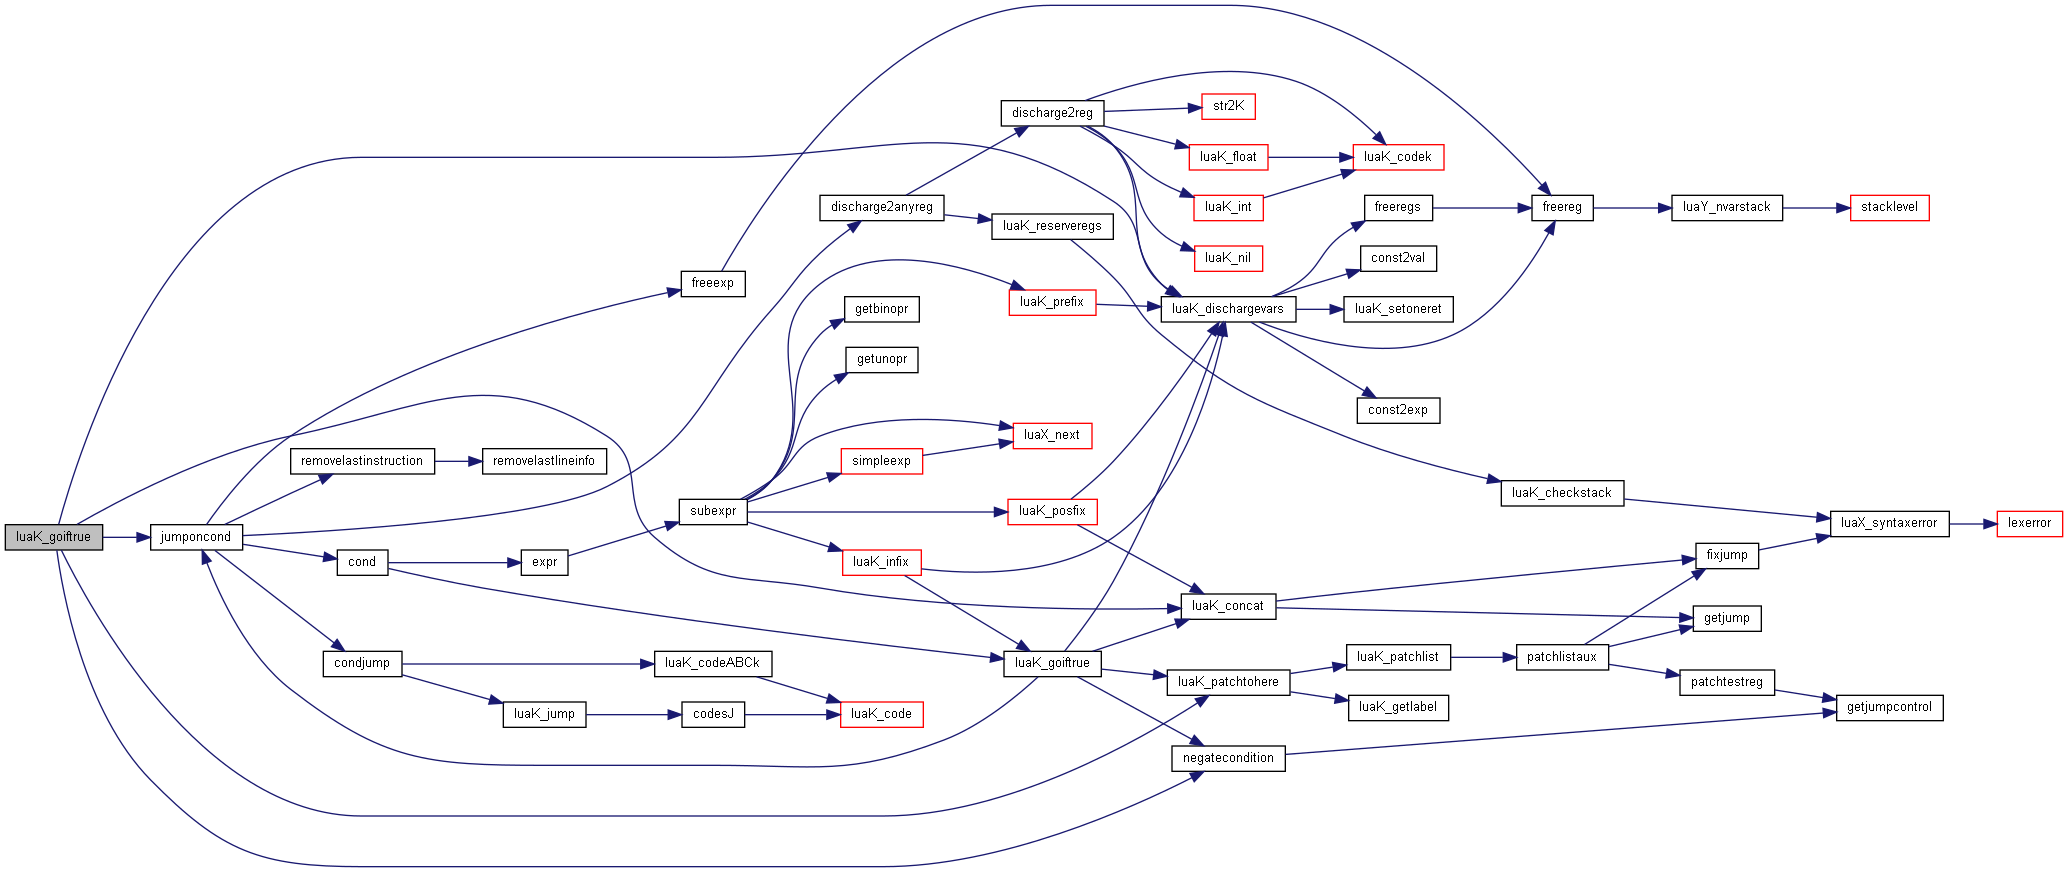 discharge2reg
str2K
luaK_float
luaK_codek
discharge2anyreg
luaK_int
freeregs
freereg
luaY_nvarstack
stacklevel
luaK_reserveregs
luaK_nil
const2val
freeexp
luaK_prefix
luaK_dischargevars
luaK_setoneret
getbinopr
getunopr
const2exp
luaX_next
removelastinstruction
removelastlineinfo
simpleexp
luaK_checkstack
subexpr
luaK_posfix
luaX_syntaxerror
lexerror
luaK_goiftrue
jumponcond
cond
expr
luaK_infix
fixjump
luaK_concat
getjump
condjump
luaK_codeABCk
luaK_goiftrue
luaK_patchlist
patchlistaux
luaK_patchtohere
patchtestreg
luaK_jump
codesJ
luaK_code
luaK_getlabel
getjumpcontrol
negatecondition